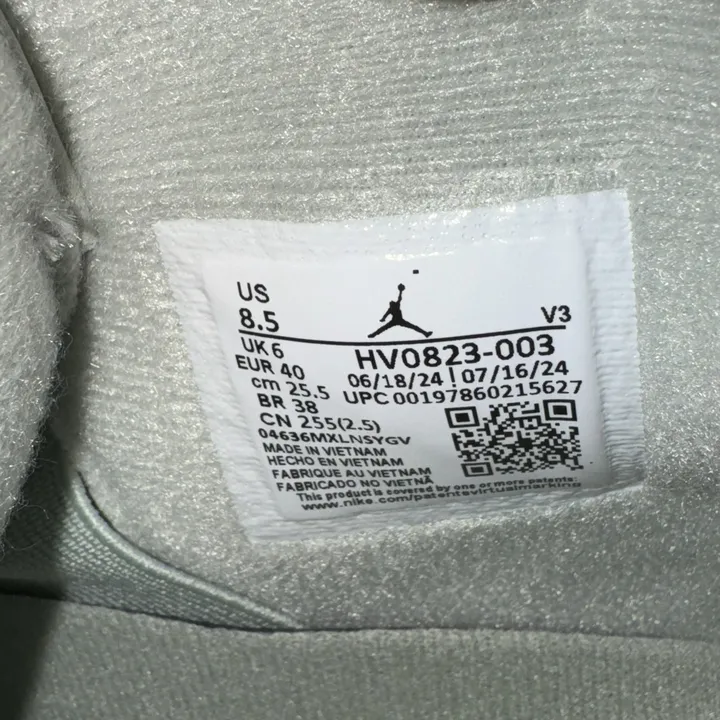 US
8.5
V3
UK 6
HV0823-003
EUR 40
06/18/24 | 07/16/24
cm 25.5
UPC 00197860215627
BR 38
CN 255(2.5)
04636MXLNSYGV
MADE IN VIETNAM
HECHO EN VIETNAM
FABRIQUE AU VIETNAM
FABRICADO NO VIETNÃ
This product is covered by one or more patents:
www.nike.com/patentsvirtualmarking